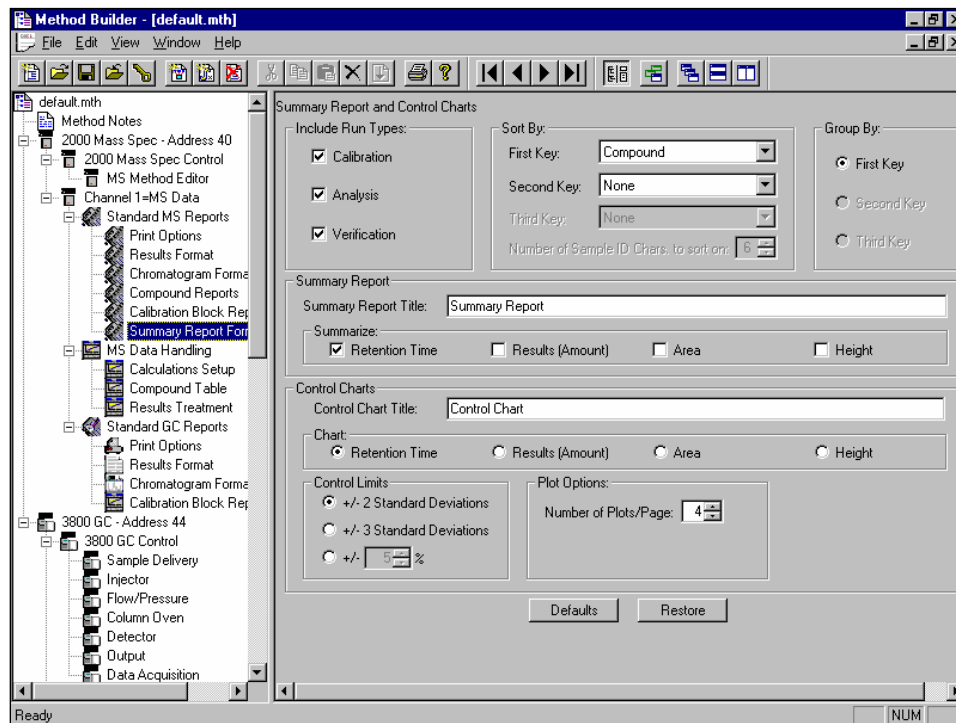 Method Builder - [default.mth]
File Edit View Window Help
default.mth
Method Notes
2000 Mass Spec - Address 40
2000 Mass Spec Control
MS Method Editor
Channel 1=MS Data
Standard MS Reports
Print Options
Results Format
Chromatogram Forma
Compound Reports
Calibration Block Rep
Summary Report Form
MS Data Handling
Calculations Setup
Compound Table
Results Treatment
Standard GC Reports
Print Options
Results Format
Chromatogram Format
Calibration Block Rep
3800 GC - Address 44
3800 GC Control
Sample Delivery
Injector
Flow/Pressure
Column Oven
Detector
Output
Data Acquisition
Summary Report and Control Charts
Include Run Types:
Calibration
Analysis
Verification
Sort By:
First Key: Compound
Second Key: None
Third Key: None
Number of Sample ID Chars. to sort on: 6
Group By:
First Key
Second Key
Third Key
Summary Report
Summary Report Title: Summary Report
Summarize:
Retention Time Results (Amount) Area Height
Control Charts
Control Chart Title: Control Chart
Chart:
Retention Time Results (Amount) Area Height
Control Limits
+/- 2 Standard Deviations
+/- 3 Standard Deviations
+/- 5 %
Plot Options:
Number of Plots/Page: 4
Defaults Restore
Ready NUM